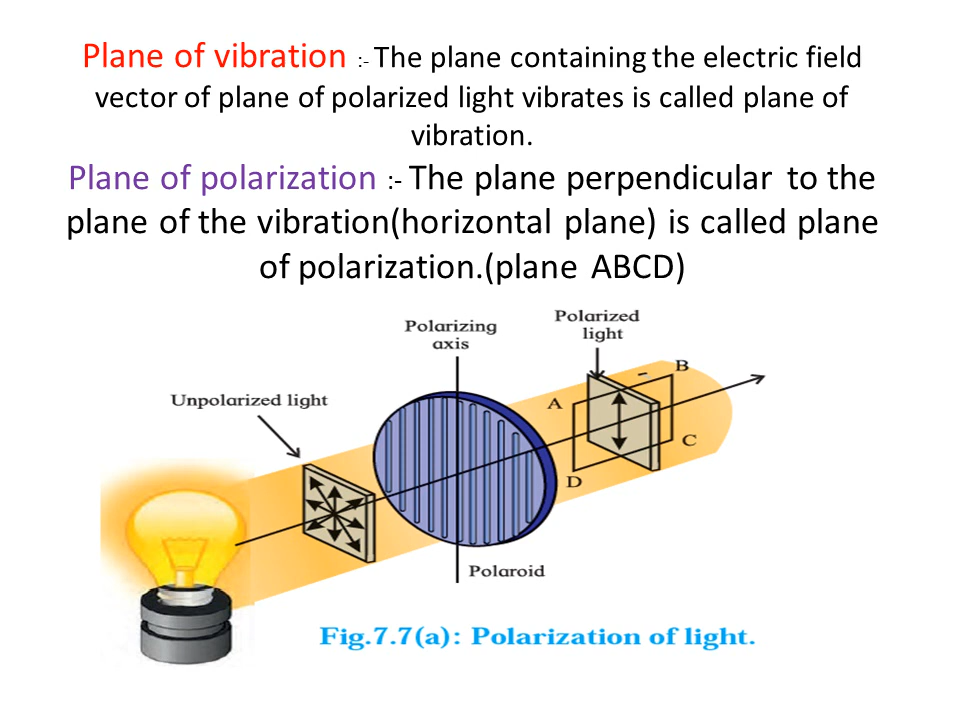 Plane of vibration :- The plane containing the electric field
vector of plane of polarized light vibrates is called plane of
vibration.
Plane of polarization :- The plane perpendicular to the
plane of the vibration(horizontal plane) is called plane
of polarization.(plane ABCD)
Polarizing
axis
Polarized
light
Unpolarized light
A
B
C
D
Polaroid
Fig.7.7(a): Polarization of light.